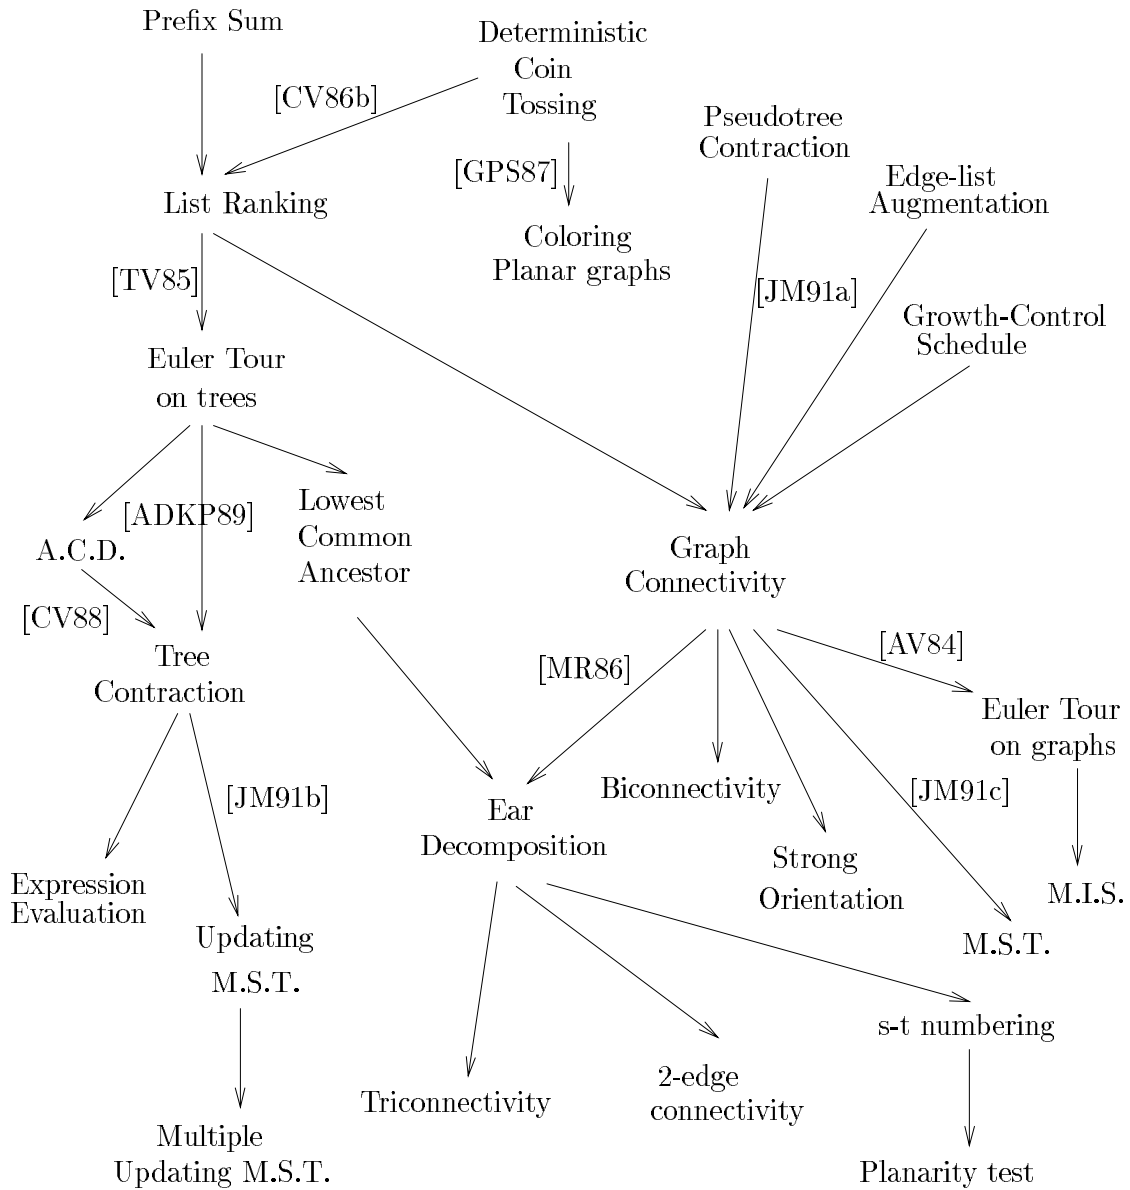 Prefix Sum
Deterministic
Coin
Tossing
[CV86b]
Pseudotree
Contraction
[GPS87]
Edge-list
Augmentation
List Ranking
Coloring
Planar graphs
[TV85]
[JM91a]
Growth-Control
Schedule
Euler Tour
on trees
Lowest
Common
Ancestor
[ADKP89]
A.C.D.
Graph
Connectivity
[CV88]
Tree
Contraction
[MR86]
[AV84]
Euler Tour
on graphs
[JM91b]
Biconnectivity
[JM91c]
Ear
Decomposition
Strong
Orientation
Expression
Evaluation
M.I.S.
Updating
M.S.T.
M.S.T.
s-t numbering
Triconnectivity
2-edge
connectivity
Multiple
Updating M.S.T.
Planarity test